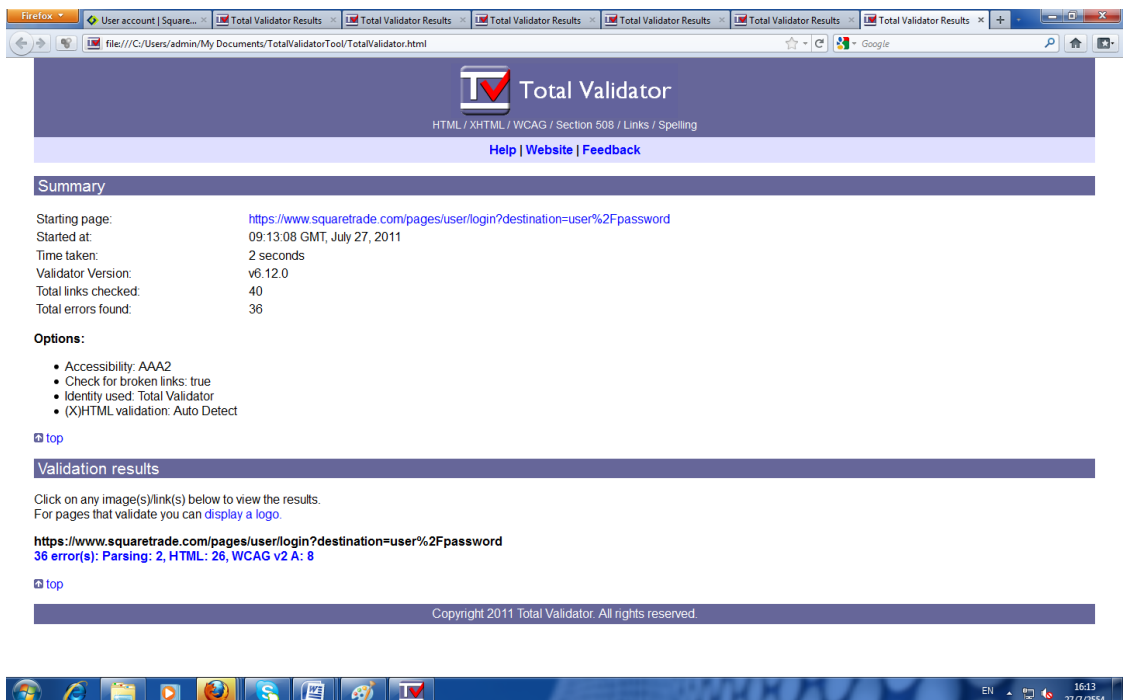 Firefox
User account | Square... Total Validator Results Total Validator Results Total Validator Results Total Validator Results Total Validator Results Total Validator Results
file:///C:/Users/admin/My Documents/TotalValidatorTool/TotalValidator.html Google
TV Total Validator
HTML / XHTML / WCAG / Section 508 / Links / Spelling
Help | Website | Feedback
Summary
Starting page: https://www.squaretrade.com/pages/user/login?destination=user%2Fpassword
Started at: 09:13:08 GMT, July 27, 2011
Time taken: 2 seconds
Validator Version: v6.12.0
Total links checked: 40
Total errors found: 36
Options:
• Accessibility: AAA2
• Check for broken links: true
• Identity used: Total Validator
• (X)HTML validation: Auto Detect
top
Validation results
Click on any image(s)/link(s) below to view the results.
For pages that validate you can display a logo.
https://www.squaretrade.com/pages/user/login?destination=user%2Fpassword
36 error(s): Parsing: 2, HTML: 26, WCAG v2 A: 8
top
Copyright 2011 Total Validator. All rights reserved.
EN 16:13
27/7/2554